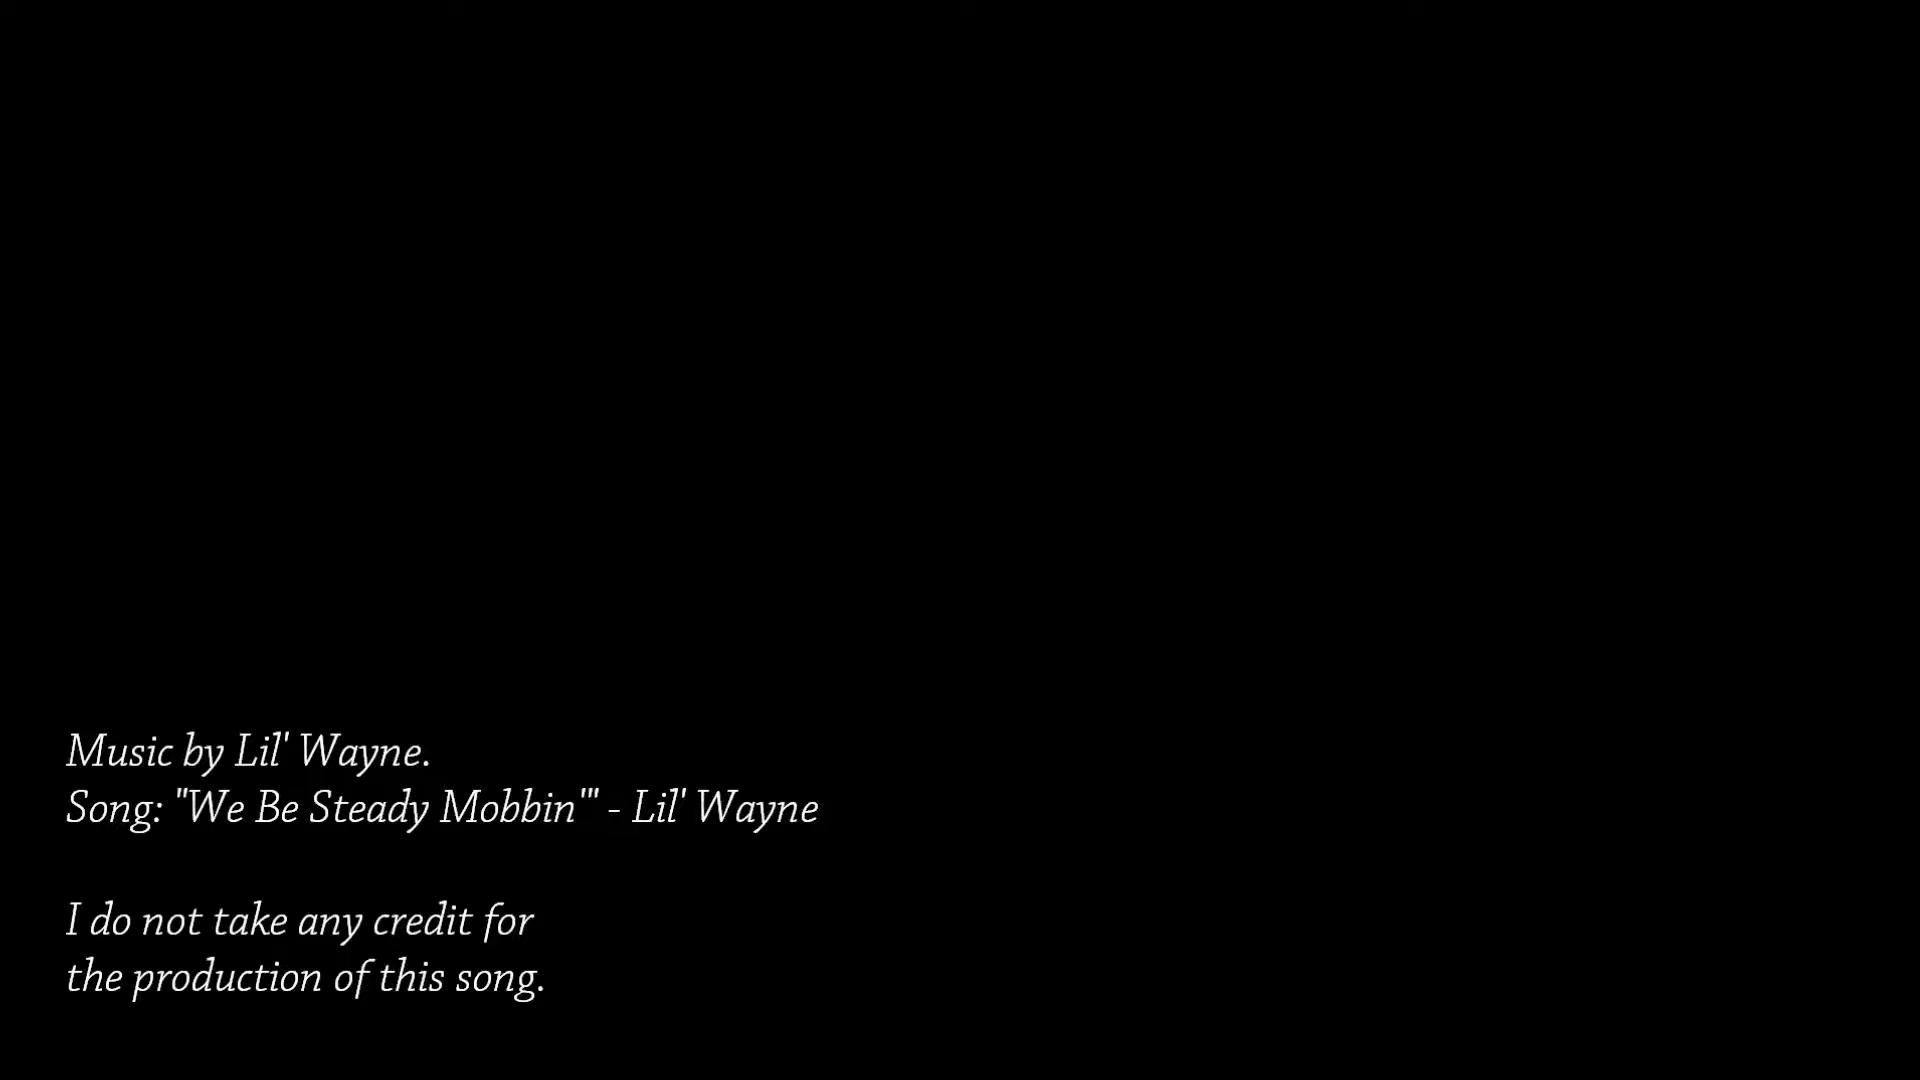 Music by Lil' Wayne.
Song: "We Be Steady Mobbin'" - Lil' Wayne
I do not take any credit for
the production of this song.